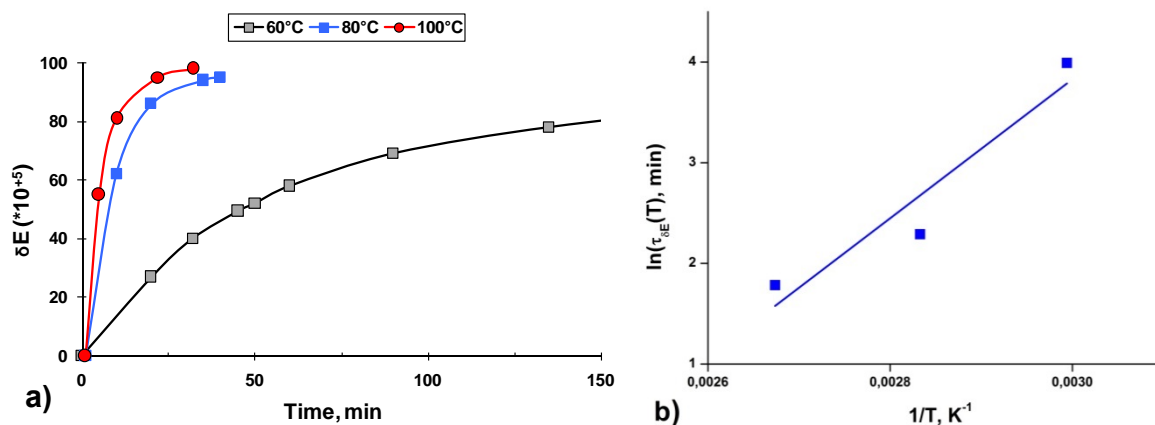 60°C 80°C 100°C
δE (*10⁺⁵)
100
80
60
40
20
0
0 50 100 150
Time, min
a)
ln(τδE(T), min)
4
3
2
1
0,0026 0,0028 0,0030
1/T, K⁻¹
b)